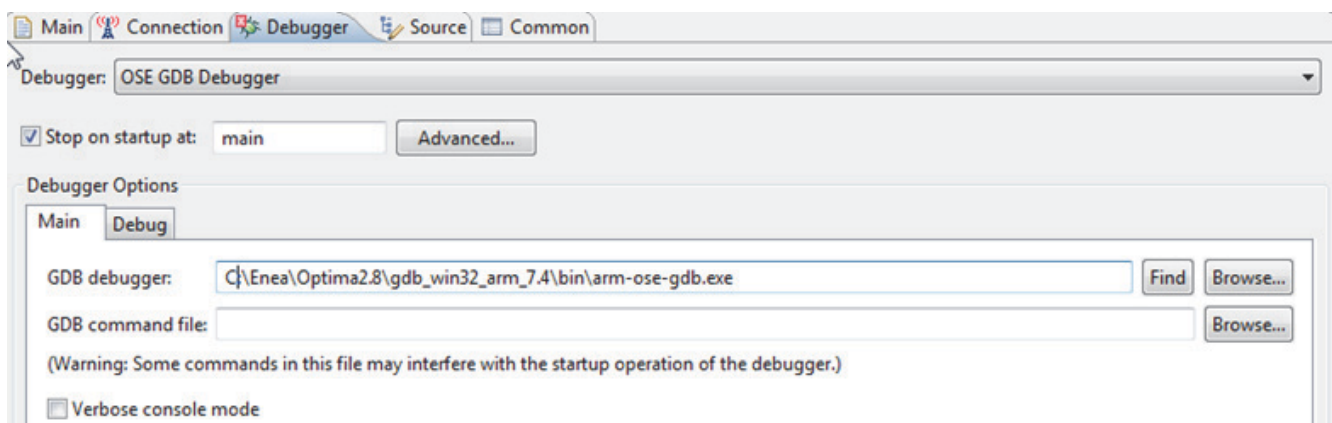 Main Connection Debugger Source Common
Debugger: OSE GDB Debugger
Stop on startup at: main Advanced...
Debugger Options
Main Debug
GDB debugger: C:\Enea\Optima2.8\gdb_win32_arm_7.4\bin\arm-ose-gdb.exe Find Browse...
GDB command file: Browse...
(Warning: Some commands in this file may interfere with the startup operation of the debugger.)
Verbose console mode